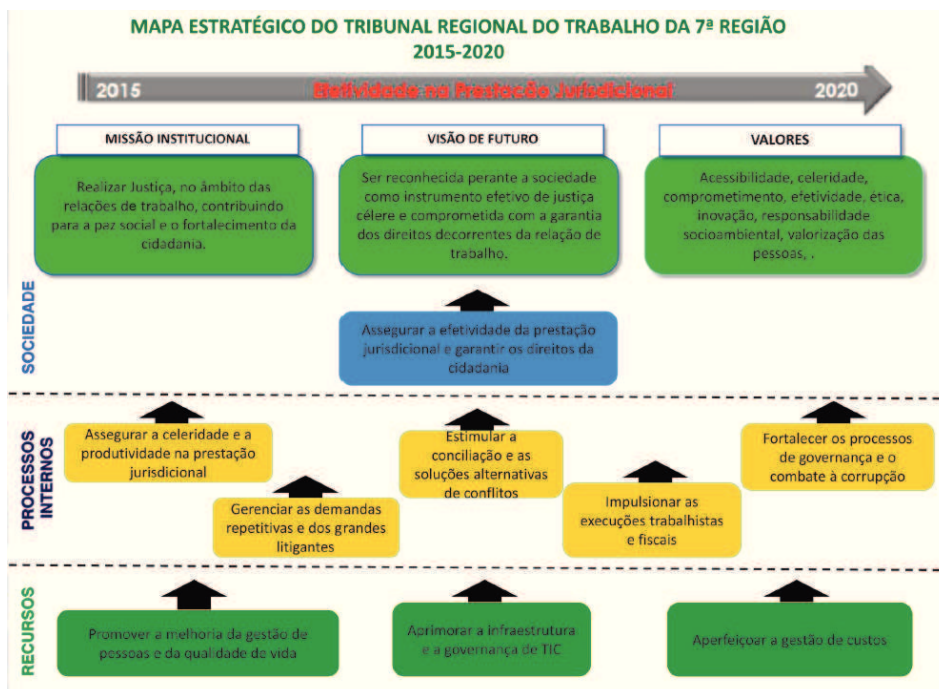 MAPA ESTRATÉGICO DO TRIBUNAL REGIONAL DO TRABALHO DA 7ª REGIÃO
2015-2020
2015 Efetividade na Prestação Jurisdicional 2020
MISSÃO INSTITUCIONAL
Realizar Justiça, no âmbito das
relações de trabalho, contribuindo
para a paz social e o fortalecimento da
cidadania.
VISÃO DE FUTURO
Ser reconhecida perante a sociedade
como instrumento efetivo de justiça
célere e comprometida com a garantia
dos direitos decorrentes da relação de
trabalho.
VALORES
Acessibilidade, celeridade,
comprometimento, efetividade, ética,
inovação, responsabilidade
socioambiental, valorização das
pessoas, .
SOCIEDADE
Assegurar a efetividade da prestação
jurisdicional e garantir os direitos da
cidadania
PROCESSOS
INTERNOS
Assegurar a celeridade e a
produtividade na prestação
jurisdicional
Gerenciar as demandas
repetitivas e dos grandes
litigantes
Estimular a
conciliação e as
soluções alternativas
de conflitos
Impulsionar as
execuções trabalhistas
e fiscais
Fortalecer os processos
de governança e o
combate à corrupção
RECURSOS
Promover a melhoria da gestão de
pessoas e da qualidade de vida
Aprimorar a infraestrutura
e a governança de TIC
Aperfeiçoar a gestão de custos